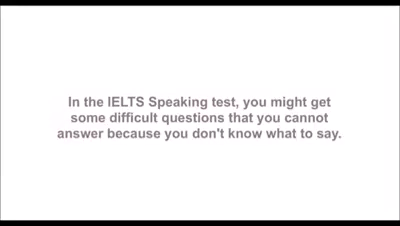 In the IELTS Speaking test, you might get
some difficult questions that you cannot
answer because you don't know what to say.